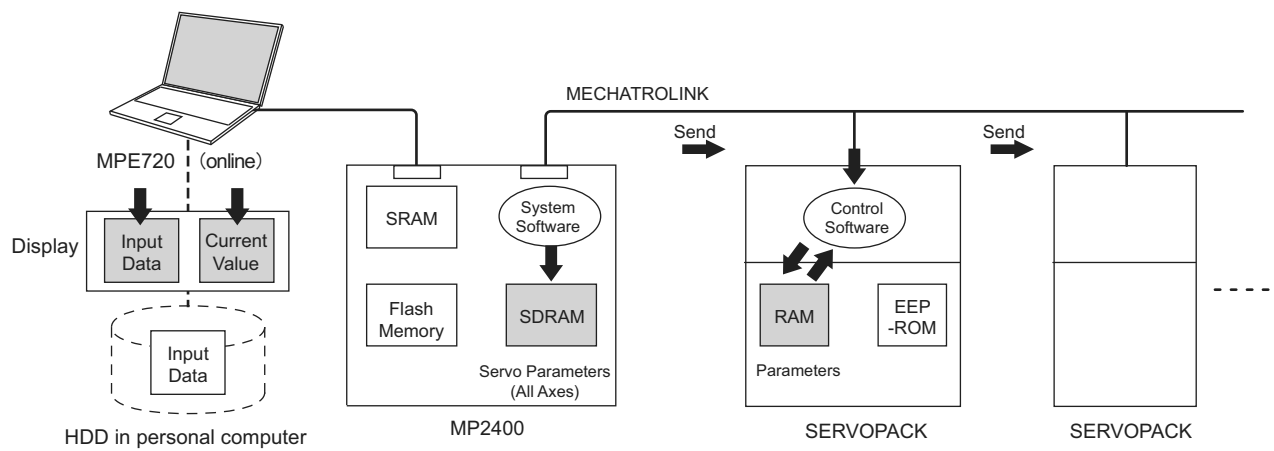 MECHATROLINK
Send
Send
MPE720 (online)
Display
Input
Data
Current
Value
SRAM
System
Software
Flash
Memory
SDRAM
Servo Parameters
(All Axes)
Control
Software
RAM
EEP
-ROM
Parameters
Input
Data
HDD in personal computer
MP2400
SERVOPACK
SERVOPACK